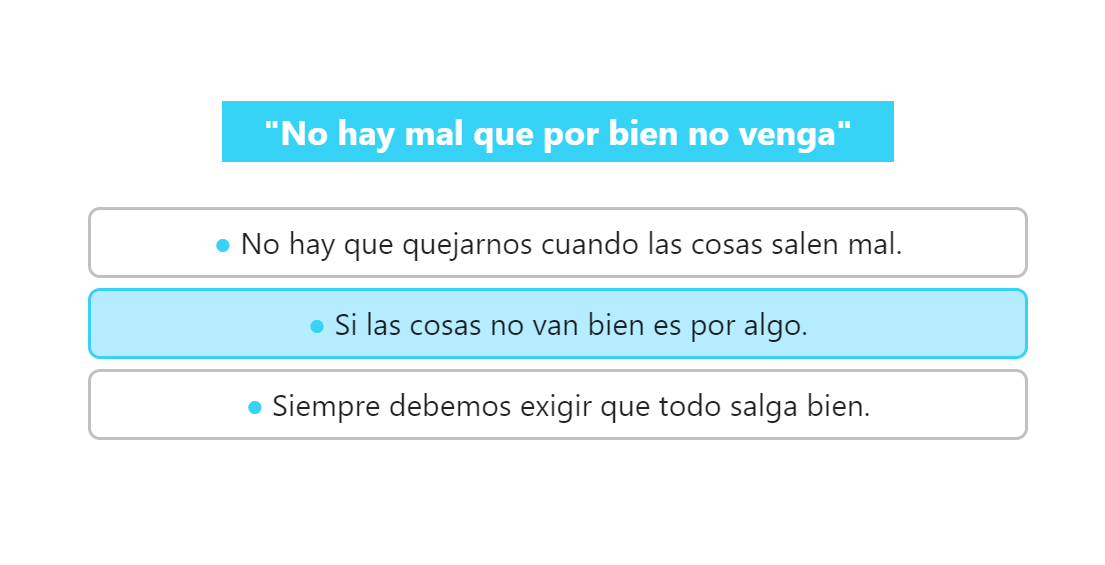 "No hay mal que por bien no venga"
● No hay que quejarnos cuando las cosas salen mal.
● Si las cosas no van bien es por algo.
● Siempre debemos exigir que todo salga bien.